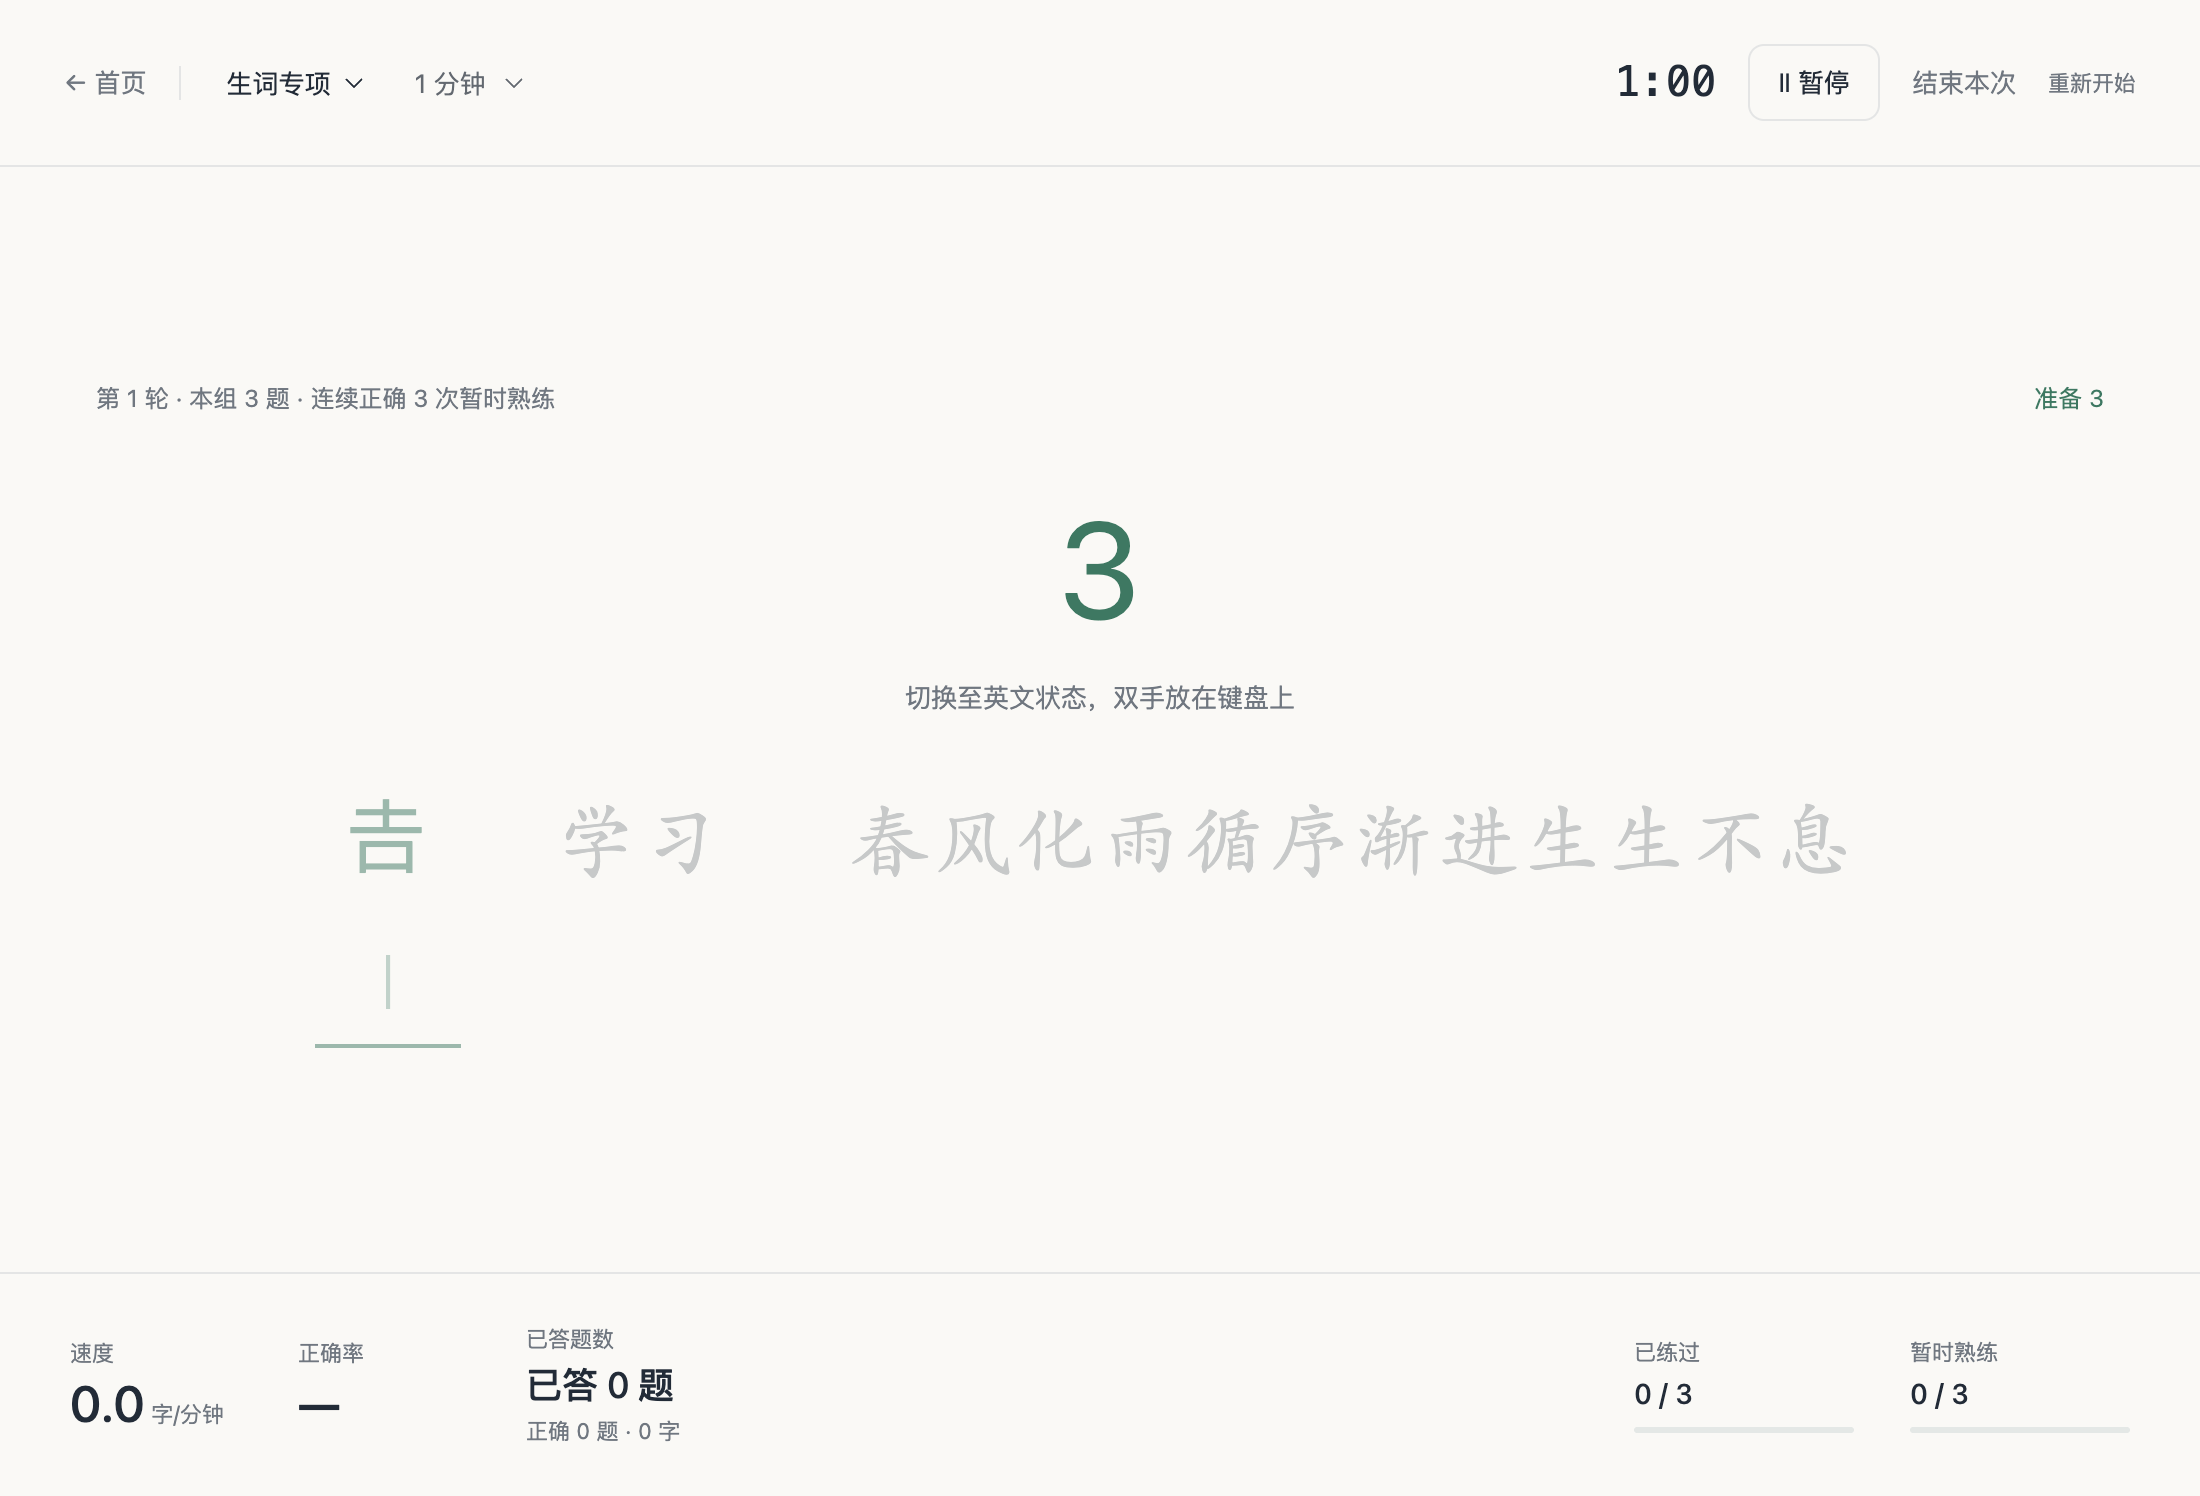 ← 首页
生词专项
1 分钟
1:00
II 暂停
结束本次
重新开始
第 1 轮 · 本组 3 题 · 连续正确 3 次暂时熟练
准备 3
3
切换至英文状态，双手放在键盘上
𠮷 学习 春风化雨循序渐进生生不息
速度
0.0 字/分钟
正确率
—
已答题数
已答 0 题
正确 0 题 · 0 字
已练过
0 / 3
暂时熟练
0 / 3